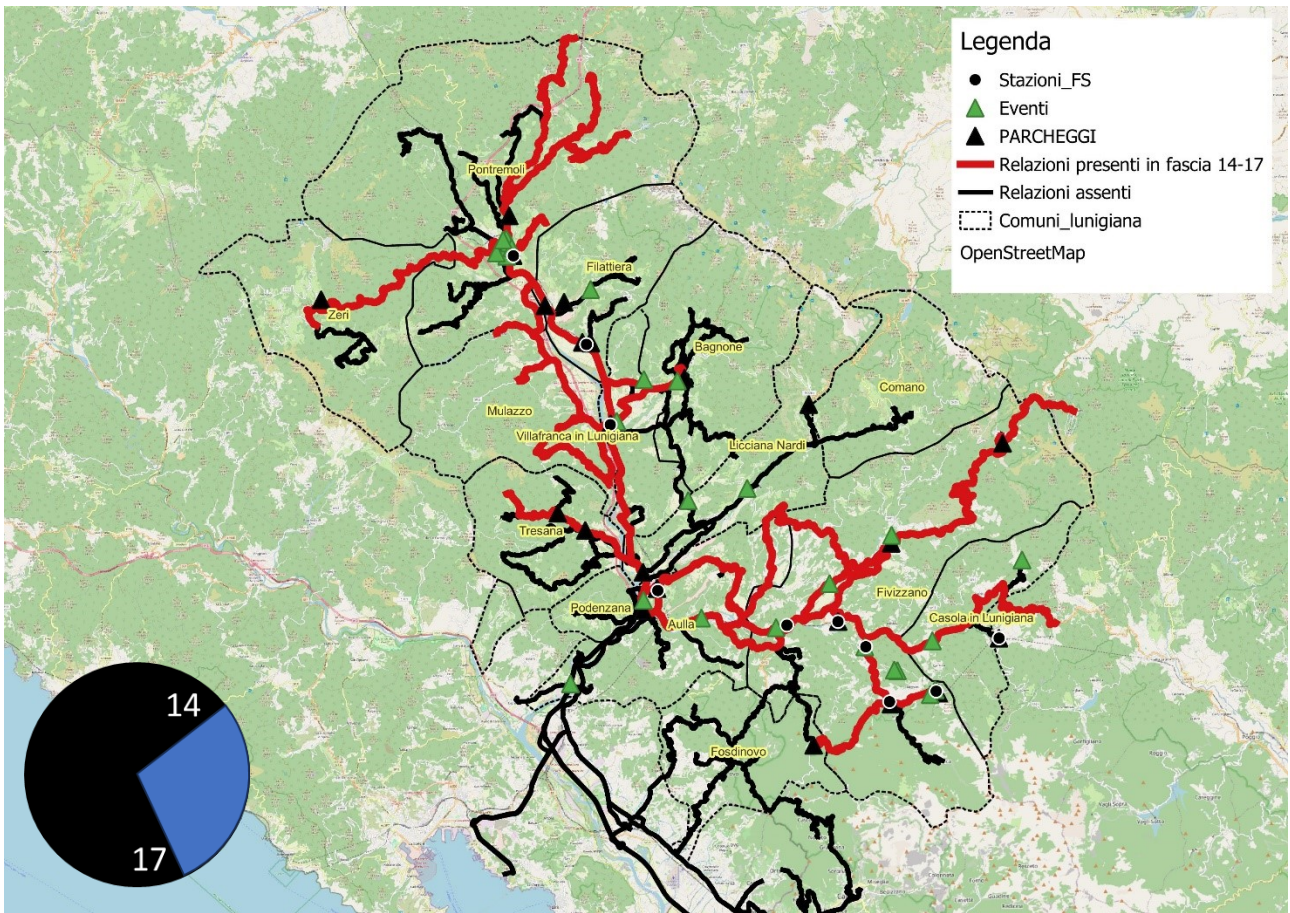 Legenda
Stazioni_FS
Eventi
PARCHEGGI
Relazioni presenti in fascia 14-17
Relazioni assenti
Comuni_lunigiana
OpenStreetMap
Pontremoli
Filattiera
Zeri
Bagnone
Comano
Mulazzo
Villafranca in Lunigiana
Licciana Nardi
Tresana
Fivizzano
Podenzana
Aulla
Casola in Lunigiana
Fosdinovo
14
17